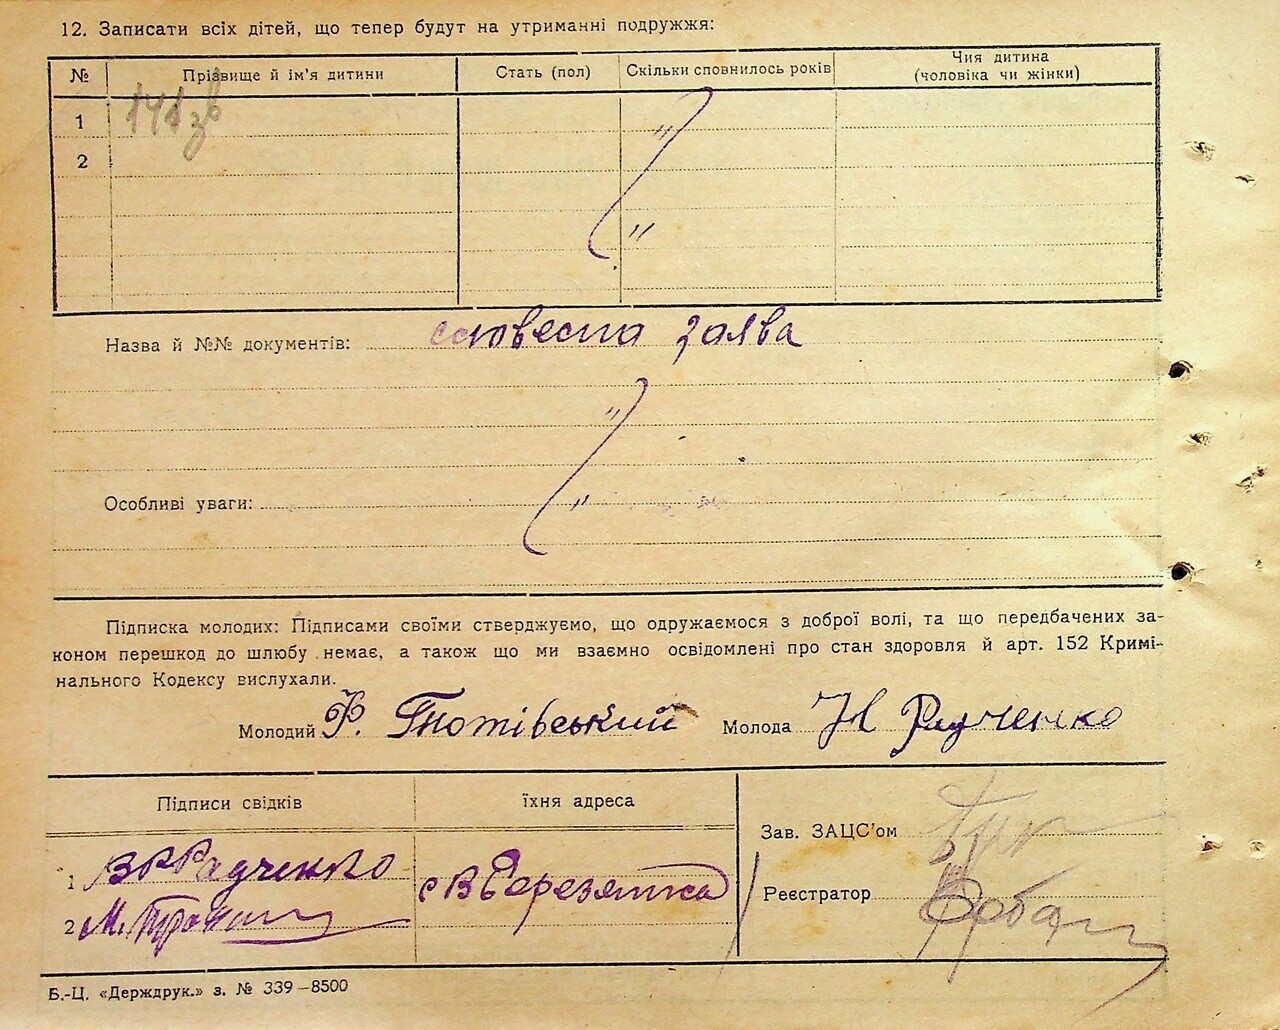 12. Записати всіх дітей, що тепер будут на утриманні подружжя:
№ Прізвище й ім'я дитини Стать (пол) Скільки сповнилось років Чия дитина (чоловіка чи жінки)
1 "
2
"
Назва й №№ документів: словесна заява
"
Особливі уваги: "
Підписка молодих: Підписами своїми стверджуємо, що одружаємося з доброї волі, та що передбачених за-
коном перешкод до шлюбу немає, а також що ми взаємно освідомлені про стан здоровля й арт. 152 Кримі-
нального Кодексу вислухали.
Молодий Ф. Гнотівський Молода Н Радченко
Підписи свідків їхня адреса
Зав. ЗАЦС'ом
1 В Р Радченко с В Березянка
Реєстратор
2 М.
Б.-Ц. «Держдрук.» з. № 339—8500